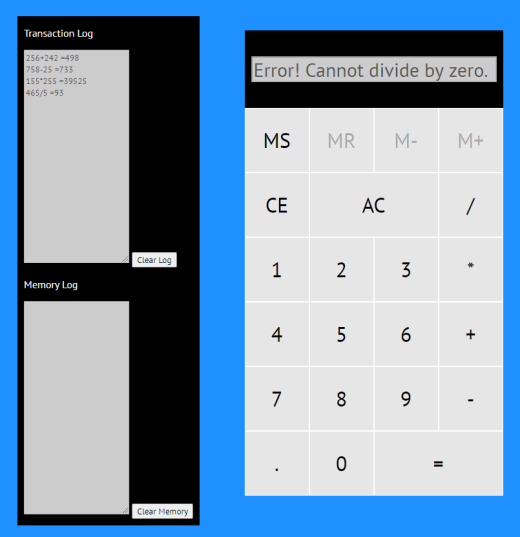 Transaction Log
256+242 =498
758-25 =733
155*255 =39525
465/5 =93
Clear Log
Memory Log
Clear Memory
Error! Cannot divide by zero.
MS MR M- M+
CE AC /
1 2 3 *
4 5 6 +
7 8 9 -
. 0 =